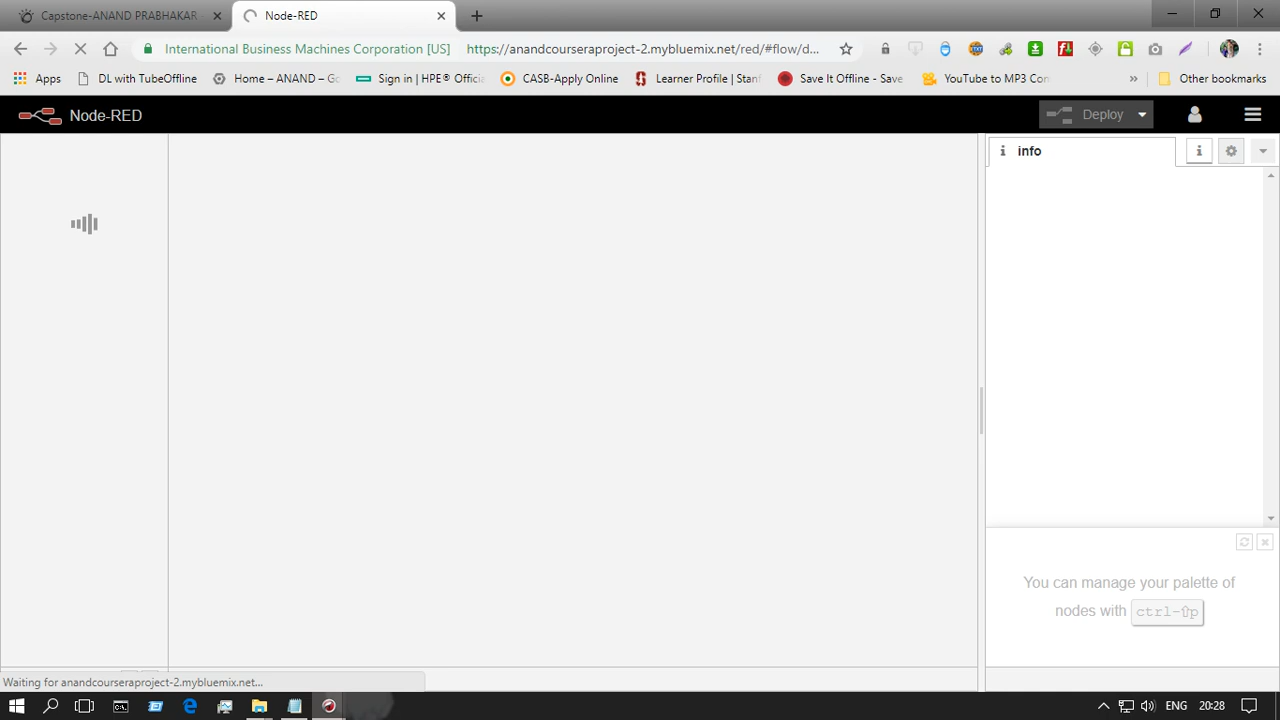 Capstone-ANAND PRABHAKAR
Node-RED
International Business Machines Corporation [US]
https://anandcourseraproject-2.mybluemix.net/red/#flow/d...
Apps
DL with TubeOffline
Home – ANAND – Go
Sign in | HPE® Officia
CASB-Apply Online
Learner Profile | Stanf
Save It Offline - Save
YouTube to MP3 Con
»
Other bookmarks
Node-RED
Deploy
info
You can manage your palette of
nodes with ctrl-⇧p
Waiting for anandcourseraproject-2.mybluemix.net...
ENG
20:28